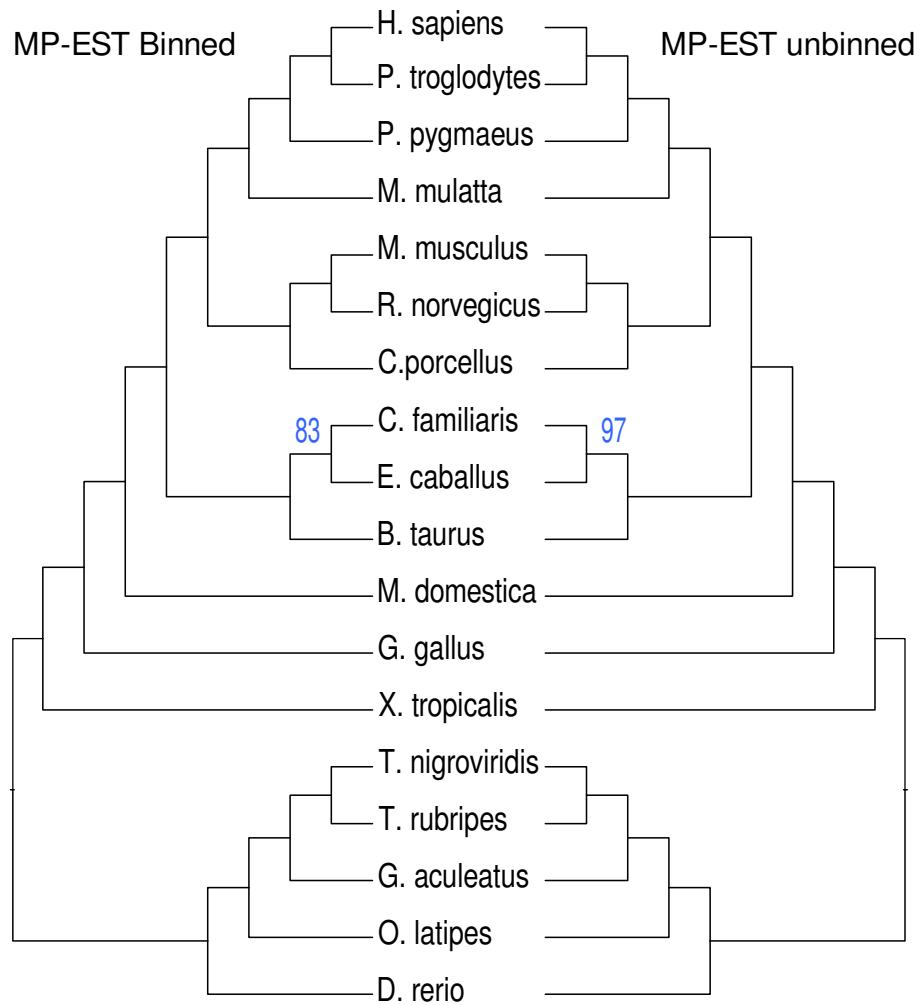 MP-EST Binned
MP-EST unbinned
H. sapiens
P. troglodytes
P. pygmaeus
M. mulatta
M. musculus
R. norvegicus
C.porcellus
83
C. familiaris
97
E. caballus
B. taurus
M. domestica
G. gallus
X. tropicalis
T. nigroviridis
T. rubripes
G. aculeatus
O. latipes
D. rerio